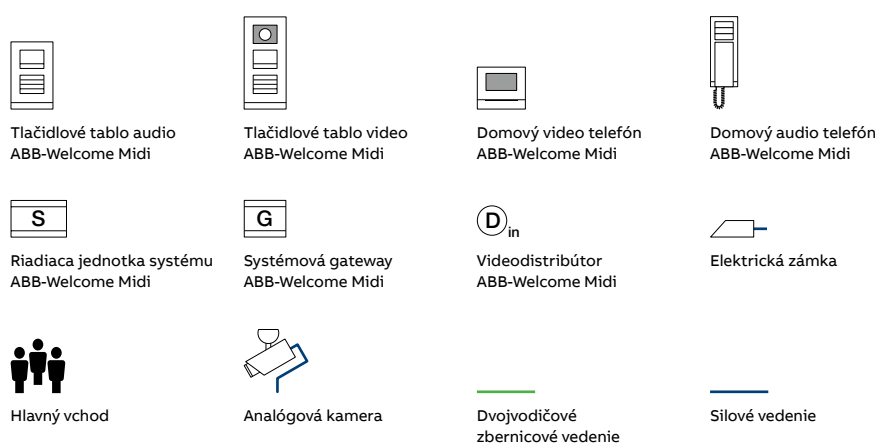 Tlačidlové tablo audio
ABB-Welcome Midi
Tlačidlové tablo video
ABB-Welcome Midi
Domový video telefón
ABB-Welcome Midi
Domový audio telefón
ABB-Welcome Midi
S
Riadiaca jednotka systému
ABB-Welcome Midi
G
Systémová gateway
ABB-Welcome Midi
D in
Videodistribútor
ABB-Welcome Midi
Elektrická zámka
Hlavný vchod
Analógová kamera
Dvojvodičové
zbernicové vedenie
Silové vedenie